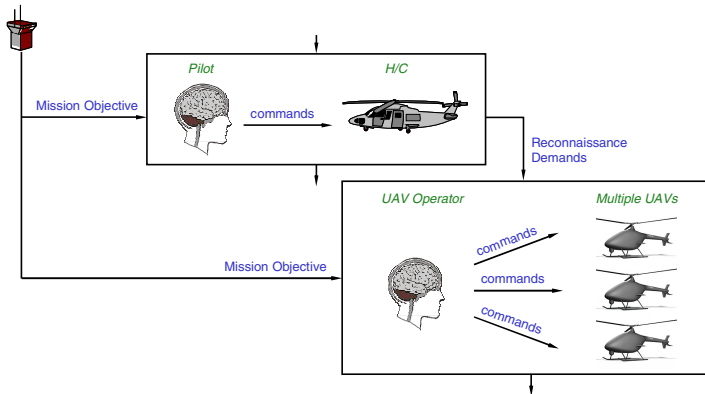 Pilot
H/C
Mission Objective
commands
Reconnaissance
Demands
UAV Operator
Multiple UAVs
commands
Mission Objective
commands
commands